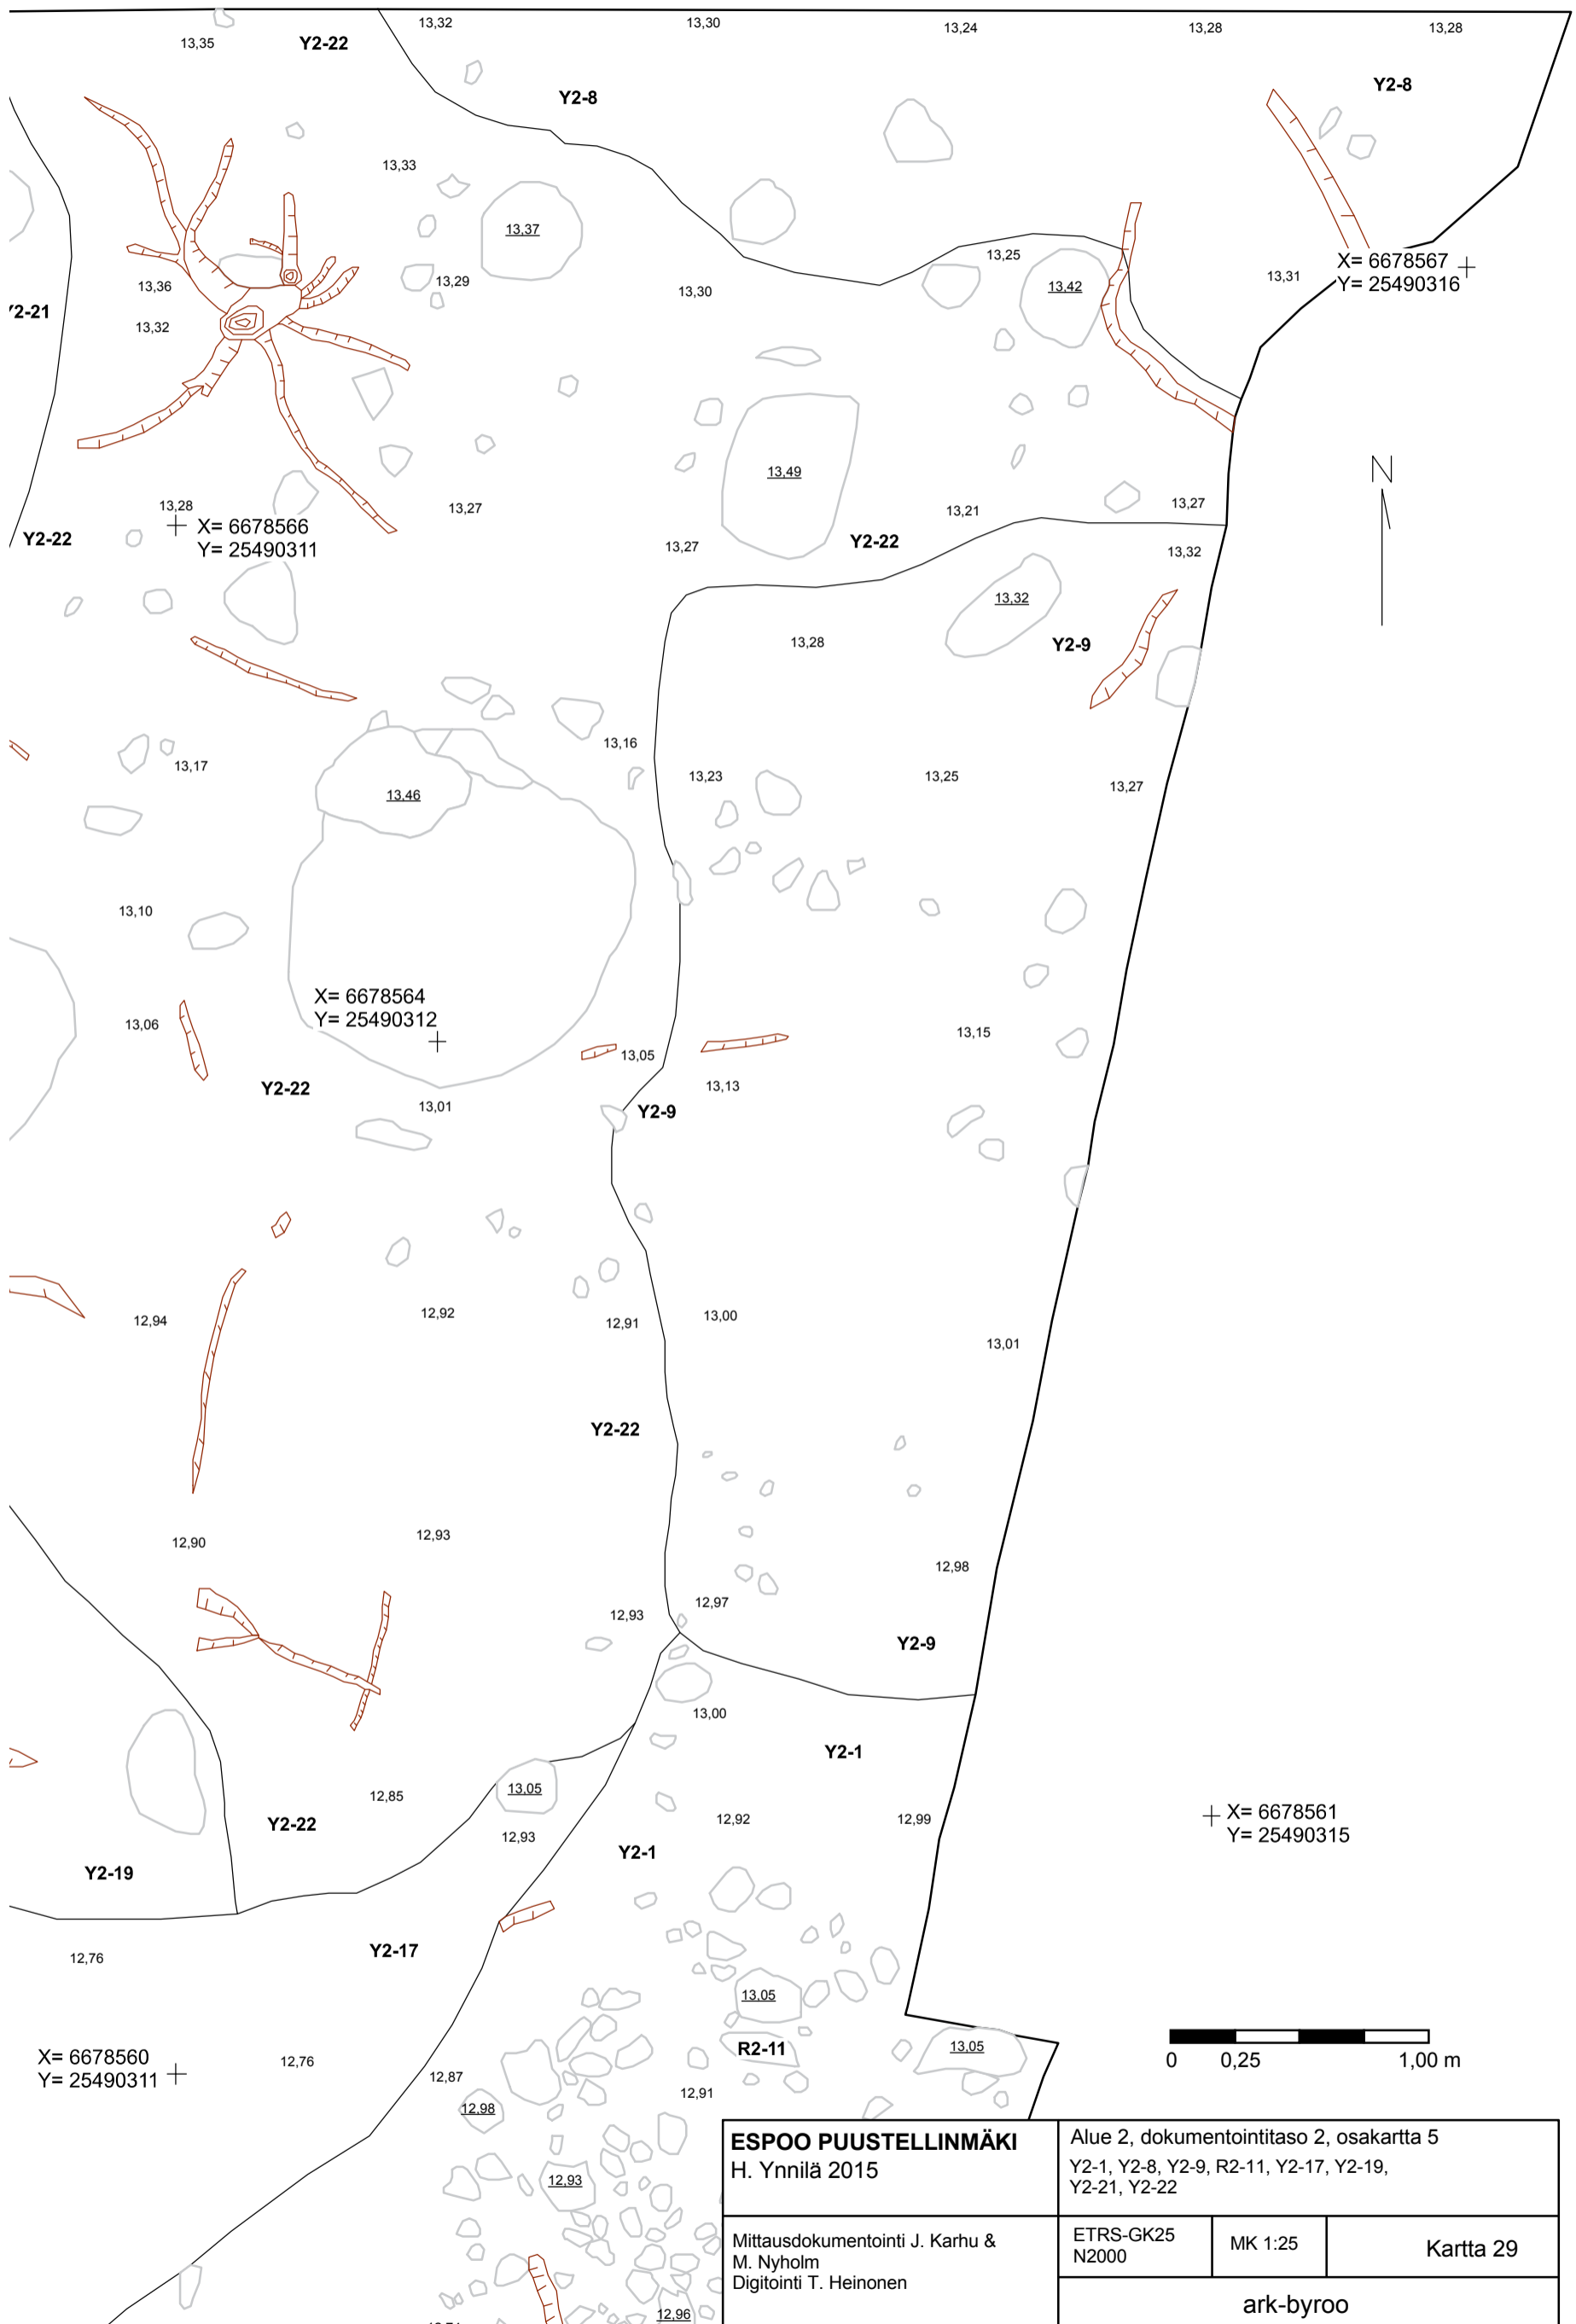 13,32
13,30
13,24
13,28
13,28
13,35
Y2-22
Y2-8
Y2-8
13,33
13,37
13,25
13,42
13,31
X= 6678567
Y= 25490316
13,36
13,29
13,30
Y2-21
13,32
13,49
13,28
13,27
13,21
13,27
X= 6678566
Y= 25490311
Y2-22
13,27
Y2-22
13,32
N
13,32
13,28
Y2-9
13,16
13,17
13,23
13,25
13,27
13,46
13,10
X= 6678564
Y= 25490312
13,06
13,05
13,15
Y2-22
13,13
13,01
Y2-9
12,94
12,92
12,91
13,00
13,01
Y2-22
12,90
12,93
12,98
12,93
12,97
Y2-9
13,00
Y2-1
12,85
13,05
Y2-22
12,93
12,92
12,99
X= 6678561
Y= 25490315
Y2-19
Y2-1
12,76
Y2-17
13,05
R2-11
13,05
X= 6678560
Y= 25490311
12,76
12,87
12,91
12,98
0 0,25 1,00 m
12,93
12,96
ESPOO PUUSTELLINMÄKI
H. Ynnilä 2015
Alue 2, dokumentointitaso 2, osakartta 5
Y2-1, Y2-8, Y2-9, R2-11, Y2-17, Y2-19,
Y2-21, Y2-22
Mittausdokumentointi J. Karhu &
M. Nyholm
Digitointi T. Heinonen
ETRS-GK25
N2000
MK 1:25
Kartta 29
ark-byroo